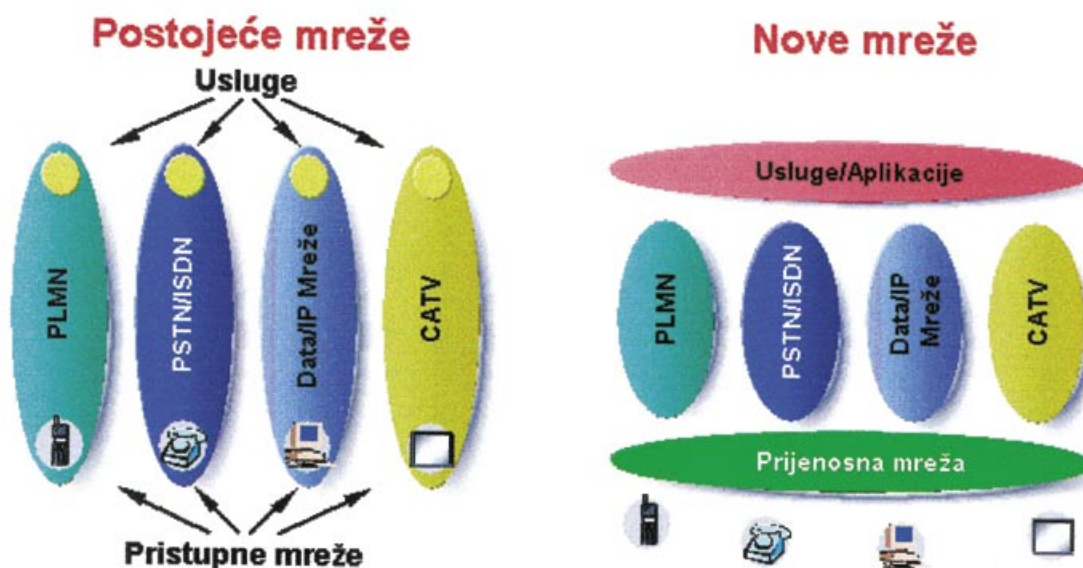 Postojeće mreže
Usluge
PLMN
PSTN/ISDN
Data/IP Mreže
CATV
Pristupne mreže
Nove mreže
Usluge/Aplikacije
PLMN
PSTN/ISDN
Data/IP
Mreže
CATV
Prijenosna mreža